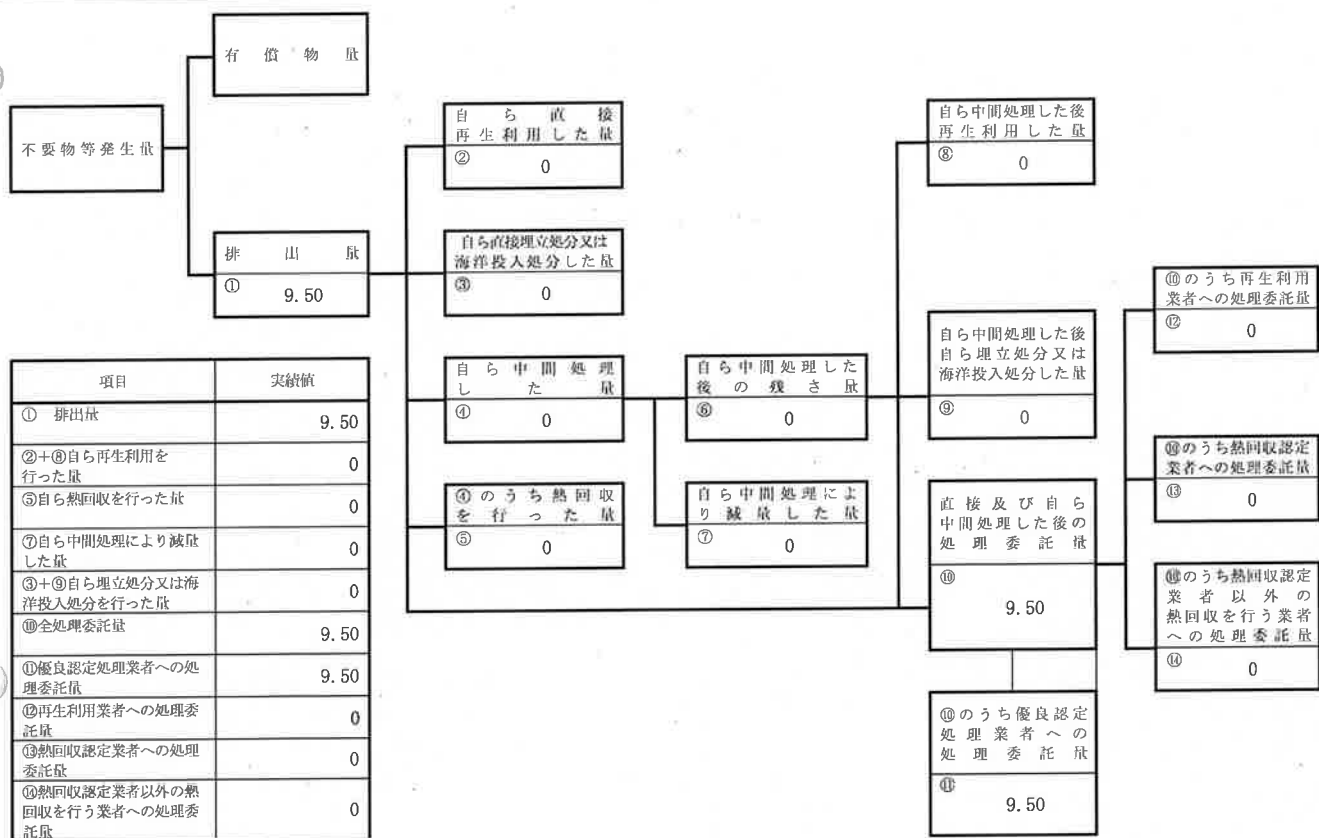 有償物量
不要物等発生量
排出量
①
9.50
自ら直接
再生利用した量
②
0
自ら直接埋立処分又は
海洋投入処分した量
③
0
自ら中間処理
した量
④
0
④のうち熱回収
を行った量
⑤
0
自ら中間処理した
後の残さ量
⑥
0
自ら中間処理によ
り減量した量
⑦
0
自ら中間処理した後
再生利用した量
⑧
0
自ら中間処理した後
自ら埋立処分又は
海洋投入処分した量
⑨
0
直接及び自ら
中間処理した後の
処理委託量
⑩
9.50
⑩のうち優良認定
処理業者への
処理委託量
⑪
9.50
⑩のうち再生利用
業者への処理委託量
⑫
0
⑩のうち熱回収認定
業者への処理委託量
⑬
0
⑩のうち熱回収認定
業者以外の
熱回収を行う業者
への処理委託量
⑭
0
項目 実績値
① 排出量 9.50
②+⑧自ら再生利用を
行った量 0
⑤自ら熱回収を行った量 0
⑦自ら中間処理により減量
した量 0
③+⑨自ら埋立処分又は海
洋投入処分を行った量 0
⑩全処理委託量 9.50
⑪優良認定処理業者への処
理委託量 9.50
⑫再生利用業者への処理委
託量 0
⑬熱回収認定業者への処理
委託量 0
⑭熱回収認定業者以外の熱
回収を行う業者への処理委
託量 0